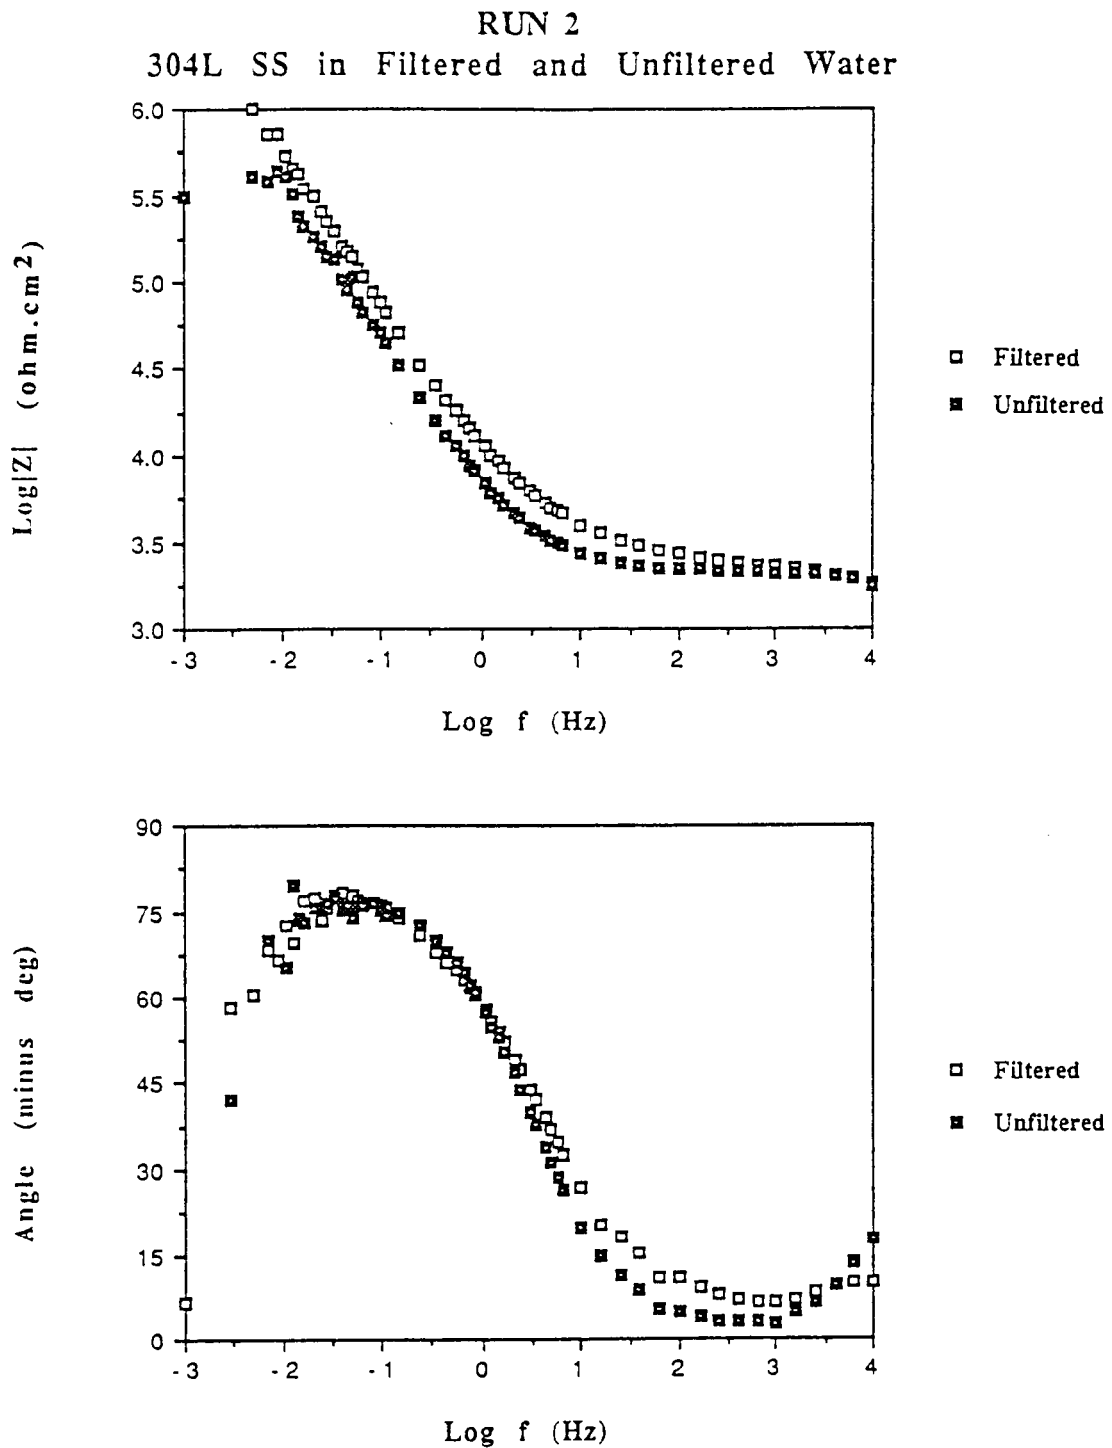 RUN 2
304L SS in Filtered and Unfiltered Water
6.0
5.5
5.0
4.5
4.0
3.5
3.0
-3 -2 -1 0 1 2 3 4
Log|Z| (ohm.cm2)
Log f (Hz)
Filtered
Unfiltered
90
75
60
45
30
15
0
-3 -2 -1 0 1 2 3 4
Angle (minus deg)
Log f (Hz)
Filtered
Unfiltered